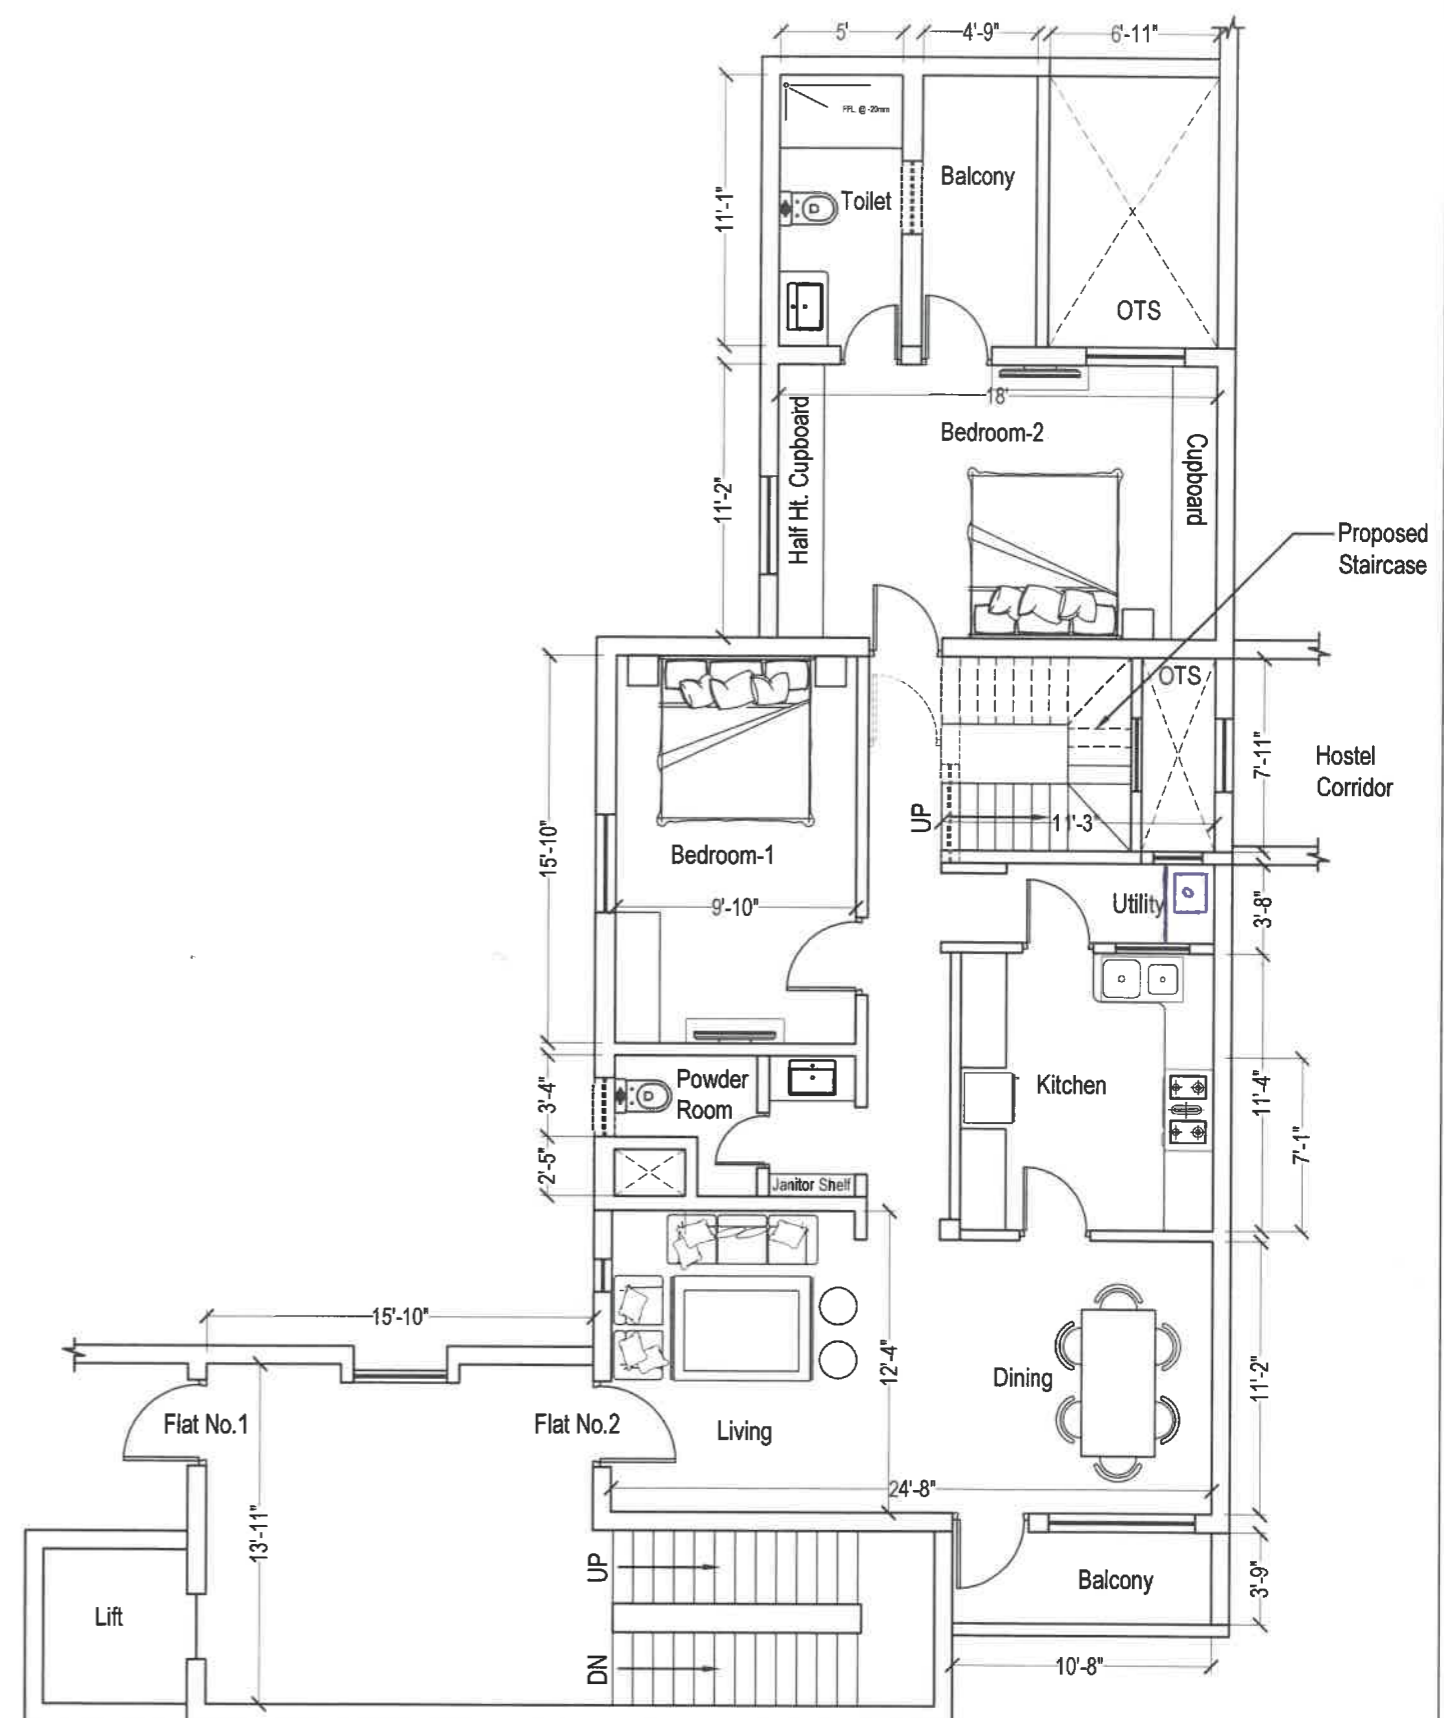 5'
4'-9"
6'-11"
FFL @ -20mm
11'-1"
Toilet
Balcony
OTS
18'
Half Ht. Cupboard
Bedroom-2
Cupboard
11'-2"
Proposed
Staircase
OTS
7'-11"
Hostel
Corridor
UP
11'-3"
15'-10"
Bedroom-1
9'-10"
Utility
3'-8"
Powder
Room
3'-4"
Kitchen
11'-4"
7'-1"
2'-5"
Janitor Shelf
15'-10"
12'-4"
Dining
11'-2"
Flat No.1
Flat No.2
Living
24'-8"
13'-11"
UP
Balcony
3'-9"
Lift
DN
10'-8"